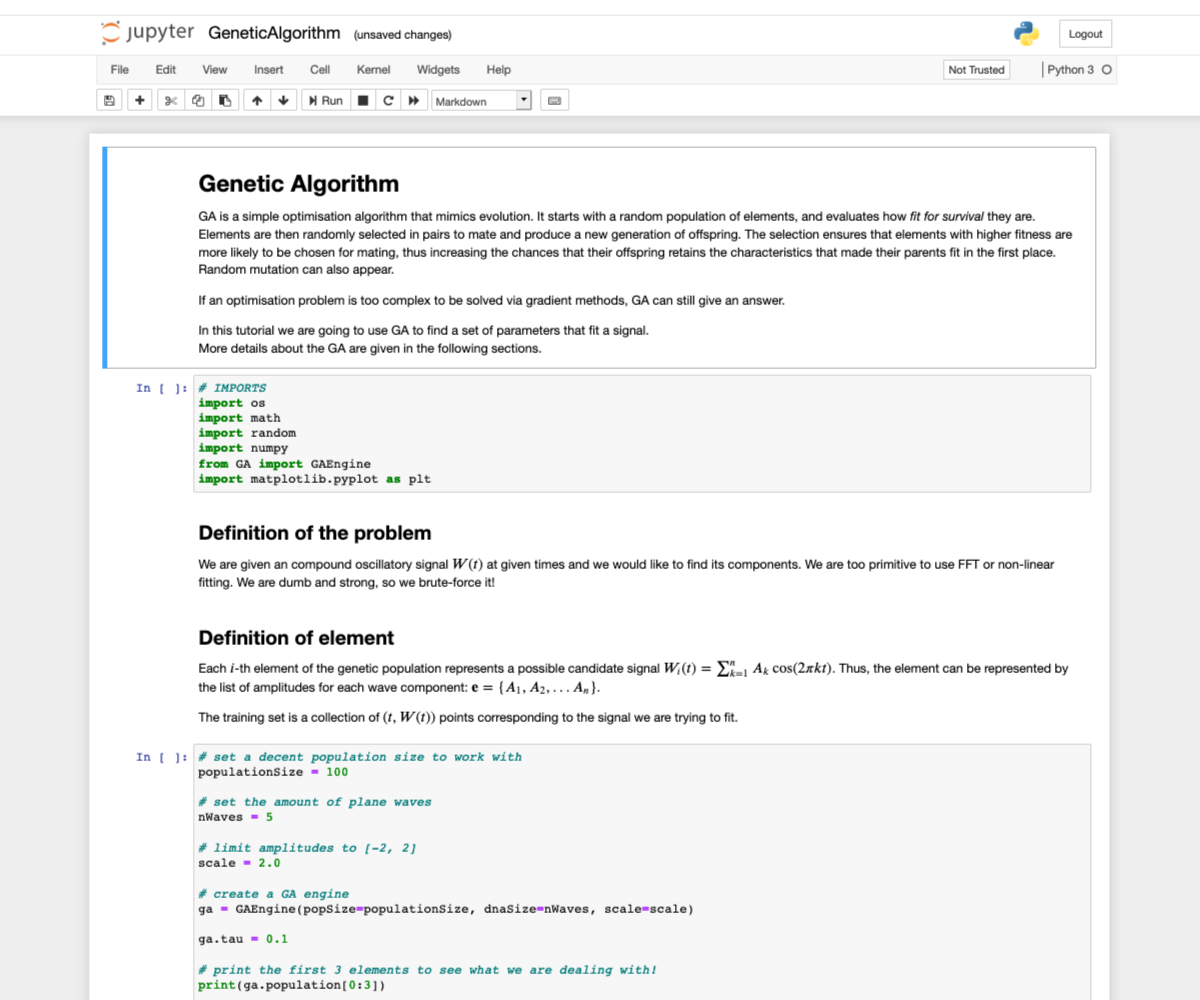 jupyter GeneticAlgorithm (unsaved changes) Logout
File Edit View Insert Cell Kernel Widgets Help Not Trusted Python 3
Run Markdown
Genetic Algorithm
GA is a simple optimisation algorithm that mimics evolution. It starts with a random population of elements, and evaluates how fit for survival they are.
Elements are then randomly selected in pairs to mate and produce a new generation of offspring. The selection ensures that elements with higher fitness are
more likely to be chosen for mating, thus increasing the chances that their offspring retains the characteristics that made their parents fit in the first place.
Random mutation can also appear.
If an optimisation problem is too complex to be solved via gradient methods, GA can still give an answer.
In this tutorial we are going to use GA to find a set of parameters that fit a signal.
More details about the GA are given in the following sections.
In [ ]: # IMPORTS
import os
import math
import random
import numpy
from GA import GAEngine
import matplotlib.pyplot as plt
Definition of the problem
We are given an compound oscillatory signal W(t) at given times and we would like to find its components. We are too primitive to use FFT or non-linear
fitting. We are dumb and strong, so we brute-force it!
Definition of element
Each i-th element of the genetic population represents a possible candidate signal Wᵢ(t) = ∑ⁿₖ₌₁ Aₖ cos(2πkt). Thus, the element can be represented by
the list of amplitudes for each wave component: e = {A₁, A₂, . . . Aₙ}.
The training set is a collection of (t, W(t)) points corresponding to the signal we are trying to fit.
In [ ]: # set a decent population size to work with
populationSize = 100
# set the amount of plane waves
nWaves = 5
# limit amplitudes to [-2, 2]
scale = 2.0
# create a GA engine
ga = GAEngine(popSize=populationSize, dnaSize=nWaves, scale=scale)
ga.tau = 0.1
# print the first 3 elements to see what we are dealing with!
print(ga.population[0:3])